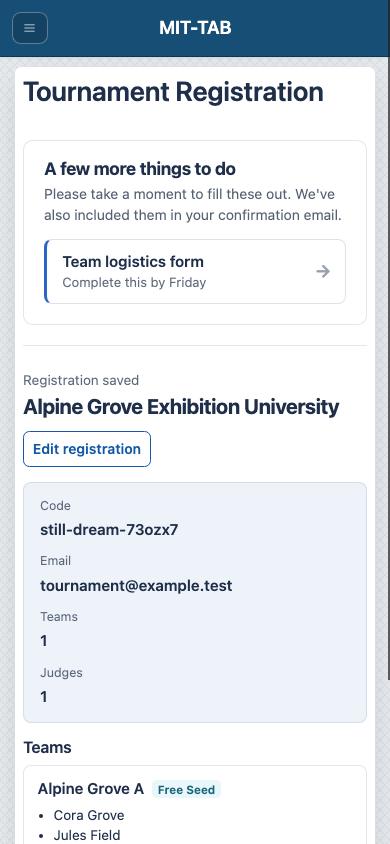 MIT-TAB
Tournament Registration
A few more things to do
Please take a moment to fill these out. We've
also included them in your confirmation email.
Team logistics form
Complete this by Friday
Registration saved
Alpine Grove Exhibition University
Edit registration
Code
still-dream-73ozx7
Email
tournament@example.test
Teams
1
Judges
1
Teams
Alpine Grove A Free Seed
• Cora Grove
• Jules Field